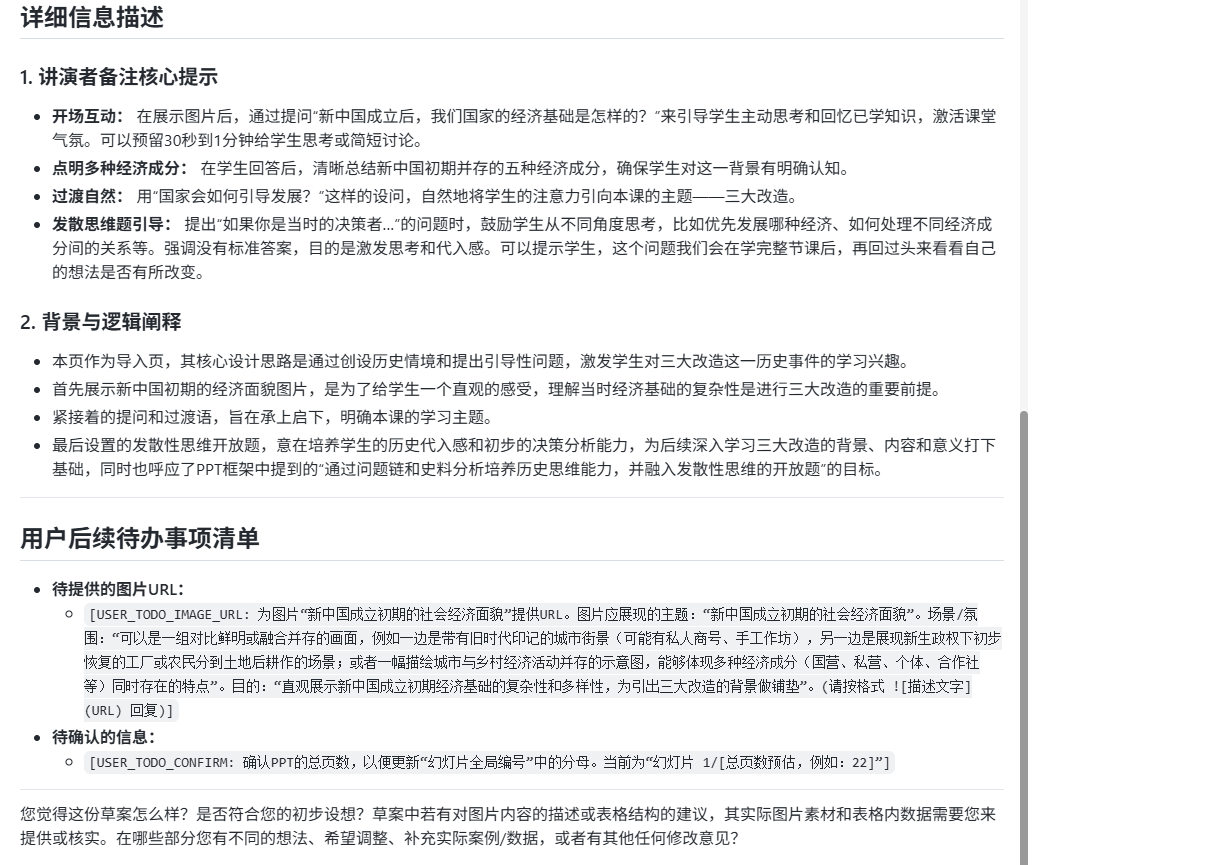 详细信息描述
1. 讲演者备注核心提示
• 开场互动： 在展示图片后，通过提问“新中国成立后，我们国家的经济基础是怎样的？”来引导学生主动思考和回忆已学知识，激活课堂
气氛。可以预留30秒到1分钟给学生思考或简短讨论。
• 点明多种经济成分： 在学生回答后，清晰总结新中国初期并存的五种经济成分，确保学生对这一背景有明确认知。
• 过渡自然： 用“国家会如何引导发展？”这样的设问，自然地将学生的注意力引向本课的主题——三大改造。
• 发散思维题引导： 提出“如果你是当时的决策者...”的问题时，鼓励学生从不同角度思考，比如优先发展哪种经济、如何处理不同经济成
分间的关系等。强调没有标准答案，目的是激发思考和代入感。可以提示学生，这个问题我们会在学完整节课后，再回过头来看看自己
的想法是否有所改变。
2. 背景与逻辑阐释
• 本页作为导入页，其核心设计思路是通过创设历史情境和提出引导性问题，激发学生对三大改造这一历史事件的学习兴趣。
• 首先展示新中国初期的经济面貌图片，是为了给学生一个直观的感受，理解当时经济基础的复杂性是进行三大改造的重要前提。
• 紧接着的提问和过渡语，旨在承上启下，明确本课的学习主题。
• 最后设置的发散性思维开放题，意在培养学生的历史代入感和初步的决策分析能力，为后续深入学习三大改造的背景、内容和意义打下
基础，同时也呼应了PPT框架中提到的“通过问题链和史料分析培养历史思维能力，并融入发散性思维的开放题”的目标。
用户后续待办事项清单
• 待提供的图片URL：
◦ [USER_TODO_IMAGE_URL: 为图片“新中国成立初期的社会经济面貌”提供URL。图片应展现的主题：“新中国成立初期的社会经济面貌”。场景/氛
围：“可以是一组对比鲜明或融合并存的画面，例如一边是带有旧时代印记的城市街景（可能有私人商号、手工作坊），另一边是展现新生政权下初步
恢复的工厂或农民分到土地后耕作的场景；或者一幅描绘城市与乡村经济活动并存的示意图，能够体现多种经济成分（国营、私营、个体、合作社
等）同时存在的特点”。目的：“直观展示新中国成立初期经济基础的复杂性和多样性，为引出三大改造的背景做铺垫”。(请按格式 ![描述文字]
(URL) 回复)]
• 待确认的信息：
◦ [USER_TODO_CONFIRM: 确认PPT的总页数，以便更新“幻灯片全局编号”中的分母。当前为“幻灯片 1/[总页数预估，例如：22]”]
您觉得这份草案怎么样？是否符合您的初步设想？草案中若有对图片内容的描述或表格结构的建议，其实际图片素材和表格内数据需要您来
提供或核实。在哪些部分您有不同的想法、希望调整、补充实际案例/数据，或者有其他任何修改意见？